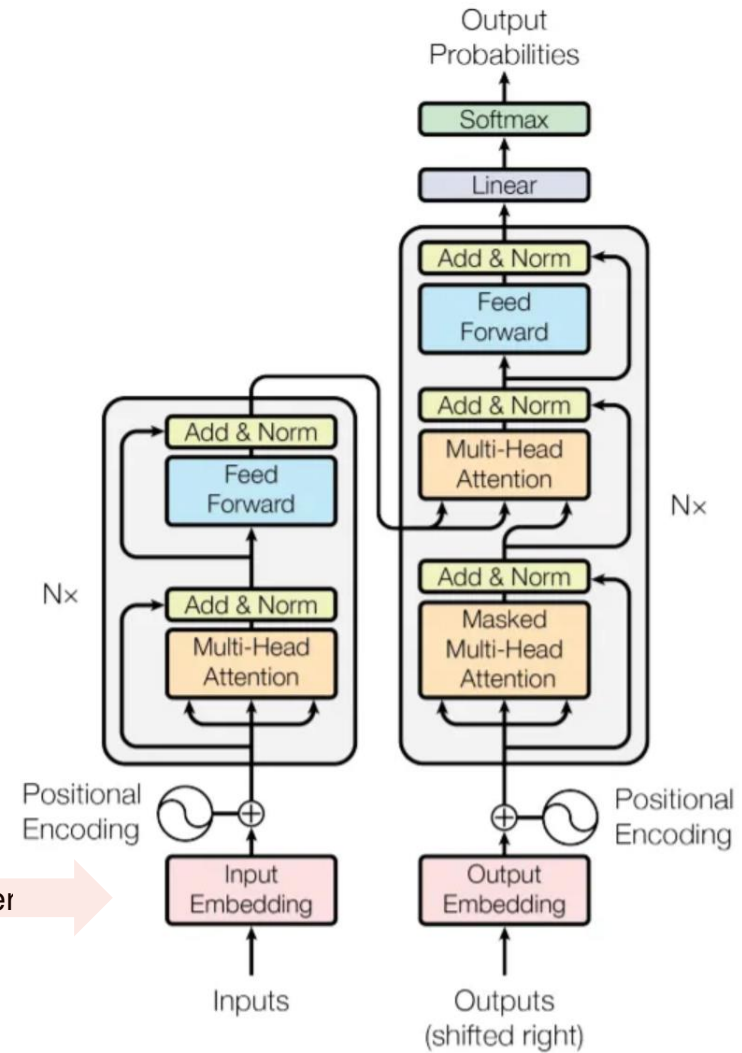 Output
Probabilities
Softmax
Linear
Add & Norm
Feed
Forward
Add & Norm
Multi-Head
Attention
Nx
Add & Norm
Masked
Multi-Head
Attention
Add & Norm
Feed
Forward
Nx
Add & Norm
Multi-Head
Attention
Positional
Encoding
Positional
Encoding
Input
Embedding
Output
Embedding
Inputs
Outputs
(shifted right)